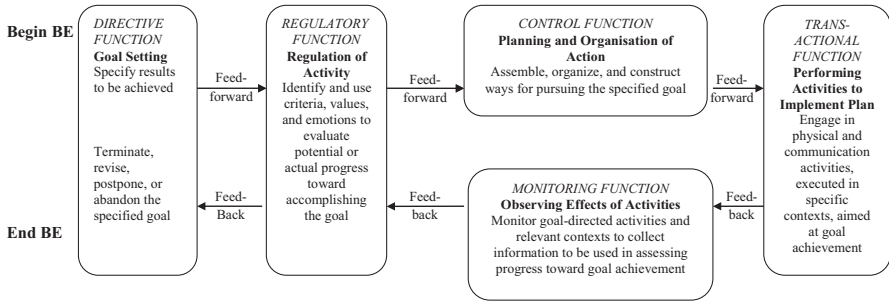 Begin BE
DIRECTIVE
FUNCTION
Goal Setting
Specify results
to be achieved
Terminate,
revise,
postpone, or
abandon the
specified goal
End BE
Feed-
forward
Feed-
Back
REGULATORY
FUNCTION
Regulation of
Activity
Identify and use
criteria, values,
and emotions to
evaluate
potential or
actual progress
toward
accomplishing
the goal
Feed-
forward
Feed-
back
CONTROL FUNCTION
Planning and Organisation of
Action
Assemble, organize, and construct
ways for pursuing the specified goal
MONITORING FUNCTION
Observing Effects of Activities
Monitor goal-directed activities and
relevant contexts to collect
information to be used in assessing
progress toward goal achievement
Feed-
forward
Feed-
back
TRANS-
ACTIONAL
FUNCTION
Performing
Activities to
Implement Plan
Engage in
physical and
communication
activities,
executed in
specific
contexts, aimed
at goal
achievement